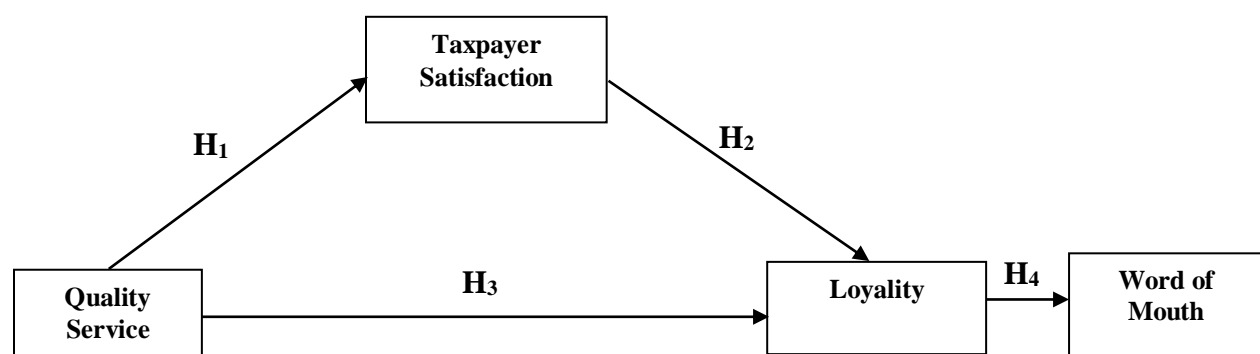 Taxpayer
Satisfaction
H₁
H₂
Quality
Service
H₃
Loyality
H₄
Word of
Mouth